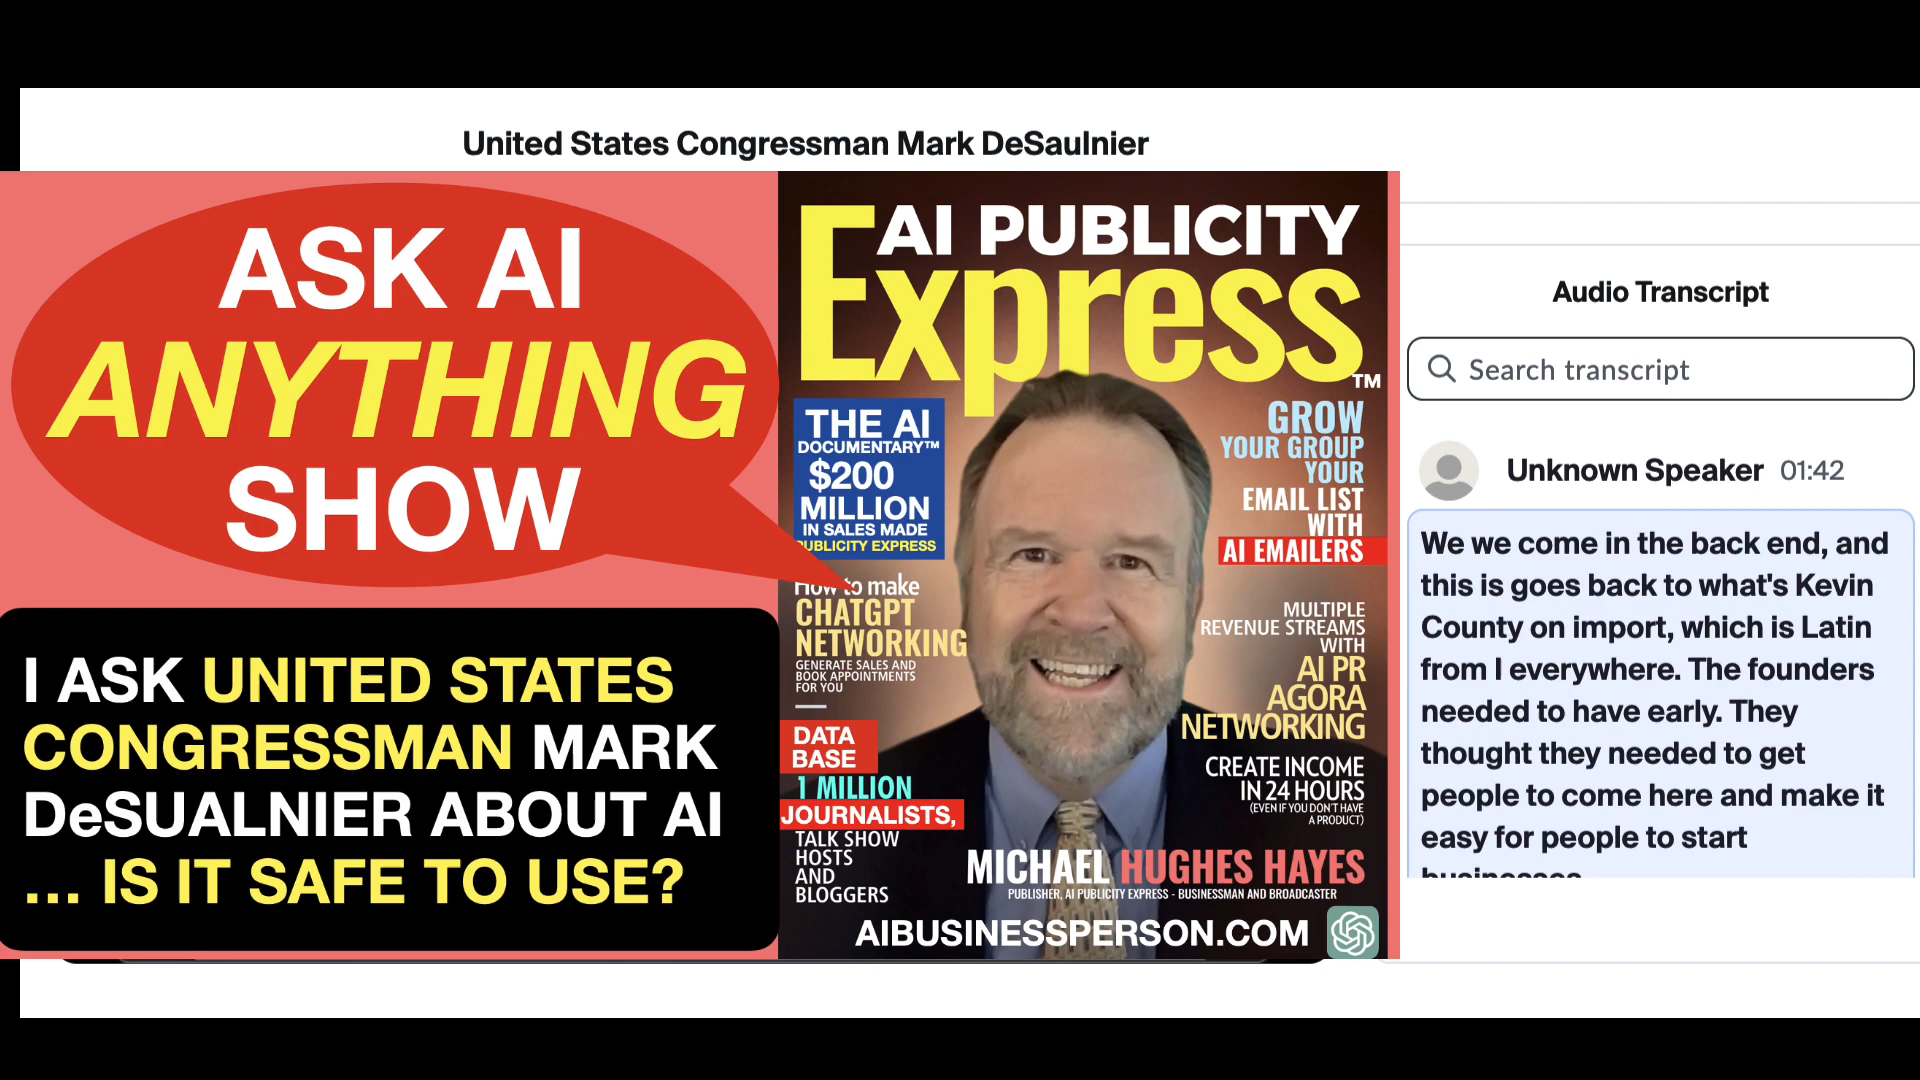 United States Congressman Mark DeSaulnier
ASK AI
ANYTHING
SHOW
I ASK UNITED STATES
CONGRESSMAN MARK
DeSUALNIER ABOUT AI
... IS IT SAFE TO USE?
AI PUBLICITY
Express™
THE AI
DOCUMENTARY™
$200
MILLION
IN SALES MADE
PUBLICITY EXPRESS
How to make
CHATGPT
NETWORKING
GENERATE SALES AND
BOOK APPOINTMENTS
FOR YOU
DATA
BASE
1 MILLION
JOURNALISTS,
TALK SHOW
HOSTS
AND
BLOGGERS
GROW
YOUR GROUP
YOUR
EMAIL LIST
WITH
AI EMAILERS
MULTIPLE
REVENUE STREAMS
WITH
AI PR
AGORA
NETWORKING
CREATE INCOME
IN 24 HOURS
(EVEN IF YOU DON'T HAVE
A PRODUCT)
MICHAEL HUGHES HAYES
PUBLISHER, AI PUBLICITY EXPRESS - BUSINESSMAN AND BROADCASTER
AIBUSINESSPERSON.COM
Audio Transcript
Search transcript
Unknown Speaker 01:42
We we come in the back end, and
this is goes back to what's Kevin
County on import, which is Latin
from I everywhere. The founders
needed to have early. They
thought they needed to get
people to come here and make it
easy for people to start